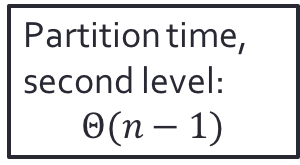 Partition time,
second level:
Θ(n − 1)